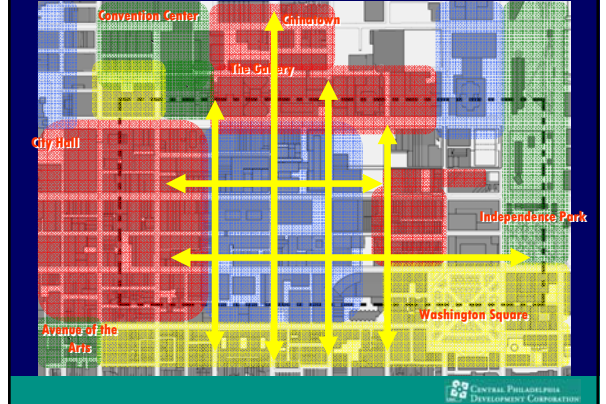 Convention Center
Chinatown
The Gallery
City Hall
Independence Park
Washington Square
Avenue of the
Arts
CENTRAL PHILADELPHIA
DEVELOPMENT CORPORATION